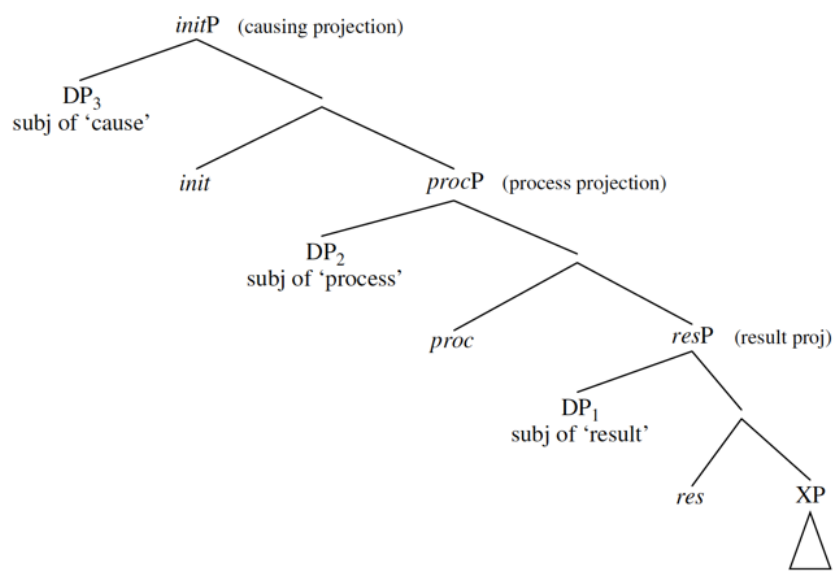 initP (causing projection)
DP₃
subj of ‘cause’
init
procP (process projection)
DP₂
subj of ‘process’
proc
resP (result proj)
DP₁
subj of ‘result’
res
XP